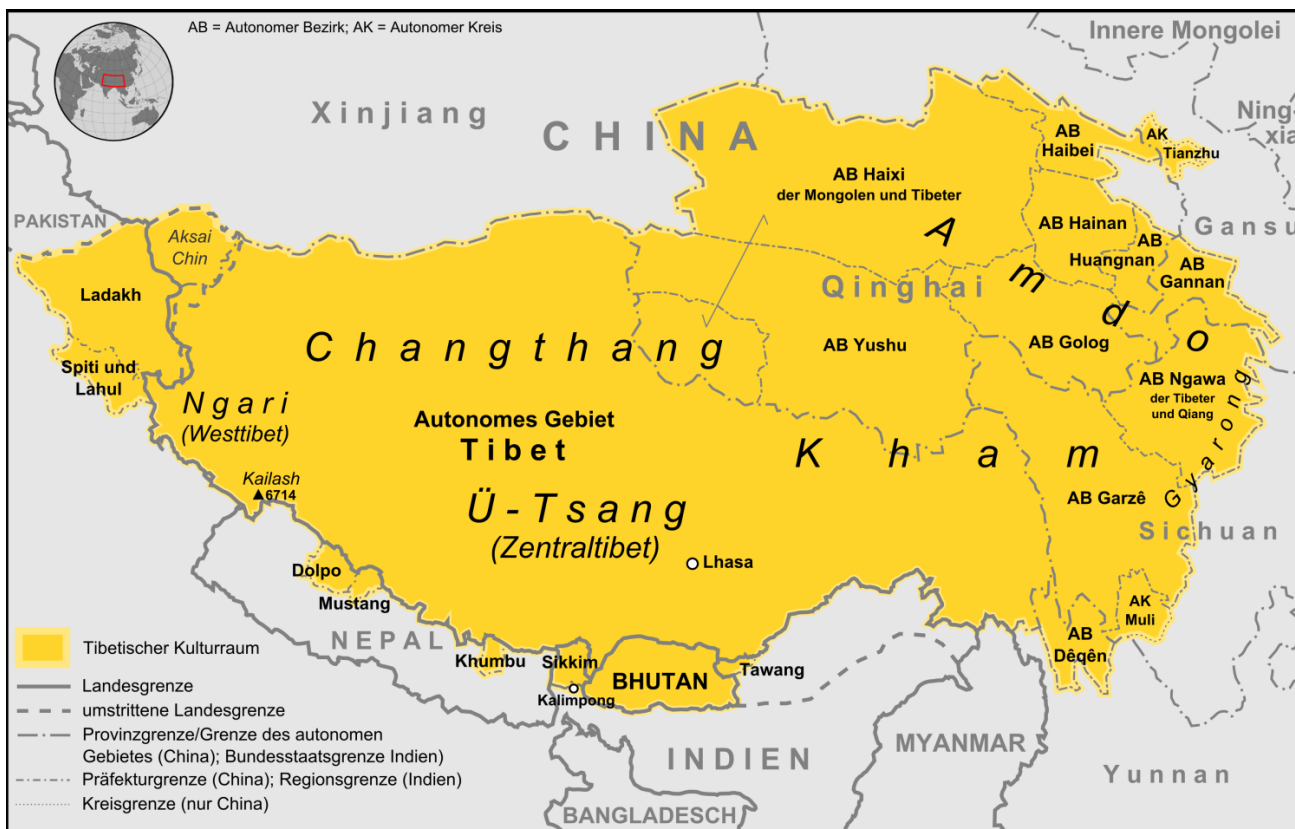 AB = Autonomer Bezirk; AK = Autonomer Kreis
Innere Mongolei
Xinjiang
CHINA
Ning-
xia
AB
Haibei
AK
Tianzhu
AB Haixi
der Mongolen und Tibeter
PAKISTAN
Aksai
Chin
Amdo
AB Hainan
Gansu
AB
Huangnan
AB
Gannan
Ladakh
Qinghai
Changthang
AB Yushu
AB Golog
Spiti und
Lahul
AB Ngawa
der Tibeter
und Qiang
Ngari
(Westtibet)
Autonomes Gebiet
Tibet
Kham
Gyarong
Kailash
6714
AB Garzê
Ü-Tsang
(Zentraltibet)
Sichuan
Lhasa
Dolpo
Mustang
AK
Muli
NEPAL
Khumbu
Sikkim
Kalimpong
BHUTAN
Tawang
AB
Dêqên
INDIEN
MYANMAR
Yunnan
BANGLADESCH
Tibetischer Kulturraum
Landesgrenze
umstrittene Landesgrenze
Provinzgrenze/Grenze des autonomen
Gebietes (China); Bundesstaatsgrenze Indien)
Präfekturgrenze (China); Regionsgrenze (Indien)
Kreisgrenze (nur China)